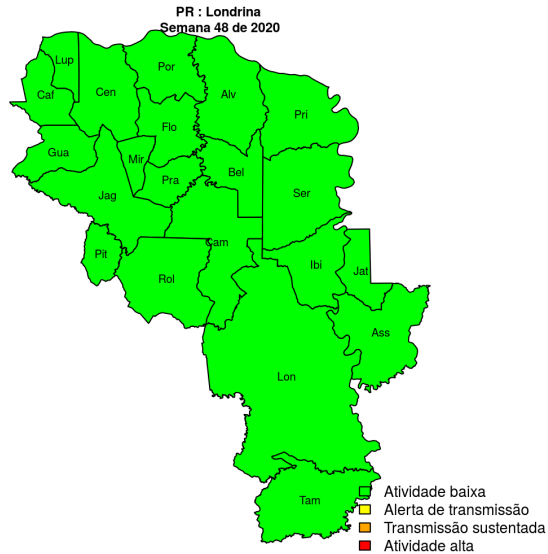 PR : Londrina
Semana 48 de 2020
Lup
Por
Caf
Cen
Alv
Pri
Flo
Gua
Mir
Pra
Bel
Jag
Ser
Cam
Pit
Rol
Ibi
Jat
Ass
Lon
Tam
Atividade baixa
Alerta de transmissão
Transmissão sustentada
Atividade alta